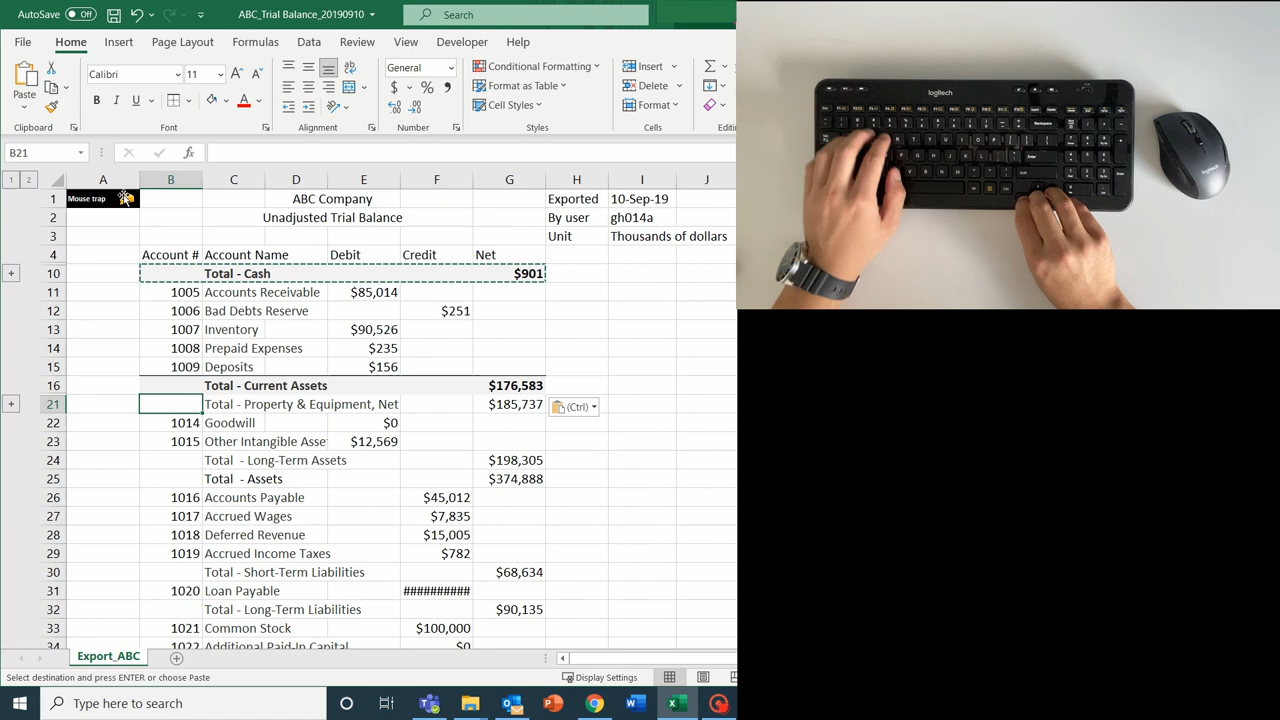 AutoSave Off ABC_Trial Balance_20190910 Search
File Home Insert Page Layout Formulas Data Review View Developer Help
Paste Calibri 11 B I U General $ % Conditional Formatting Format as Table Cell Styles Insert Delete Format
Clipboard Font Alignment Number Styles Cells Editing
B21 fx
1 2 A B C D E F G H I J
1 Mouse trap ABC Company Exported 10-Sep-19
2 Unadjusted Trial Balance By user gh014a
3 Unit Thousands of dollars
4 Account # Account Name Debit Credit Net
10 Total - Cash $901
11 1005 Accounts Receivable $85,014
12 1006 Bad Debts Reserve $251
13 1007 Inventory $90,526
14 1008 Prepaid Expenses $235
15 1009 Deposits $156
16 Total - Current Assets $176,583
21 Total - Property & Equipment, Net $185,737 (Ctrl)
22 1014 Goodwill $0
23 1015 Other Intangible Asse $12,569
24 Total - Long-Term Assets $198,305
25 Total - Assets $374,888
26 1016 Accounts Payable $45,012
27 1017 Accrued Wages $7,835
28 1018 Deferred Revenue $15,005
29 1019 Accrued Income Taxes $782
30 Total - Short-Term Liabilities $68,634
31 1020 Loan Payable ##########
32 Total - Long-Term Liabilities $90,135
33 1021 Common Stock $100,000
34 1022 Additional Paid-In Capital $0
Export_ABC
Select destination and press ENTER or choose Paste Display Settings
Type here to search
logitech